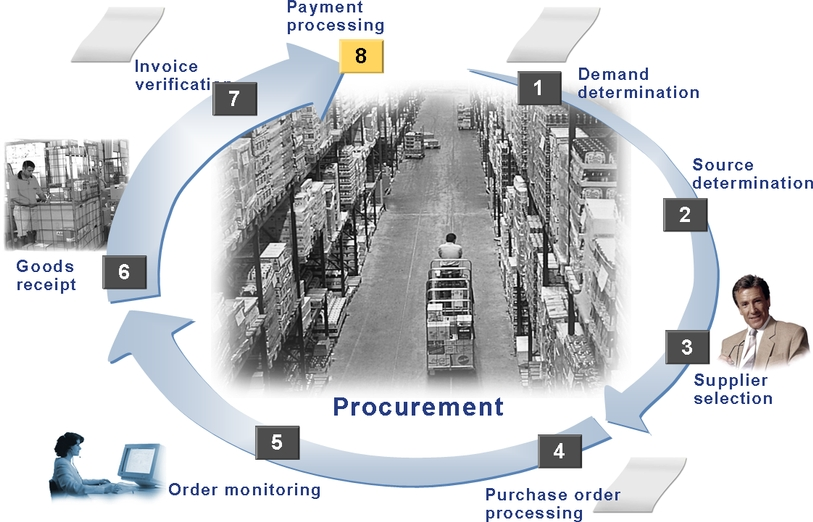 Payment
processing
8
1
Demand
determination
Source
determination
2
3
Supplier
selection
4
Purchase order
processing
5
Order monitoring
6
Goods
receipt
7
Invoice
verification
Procurement